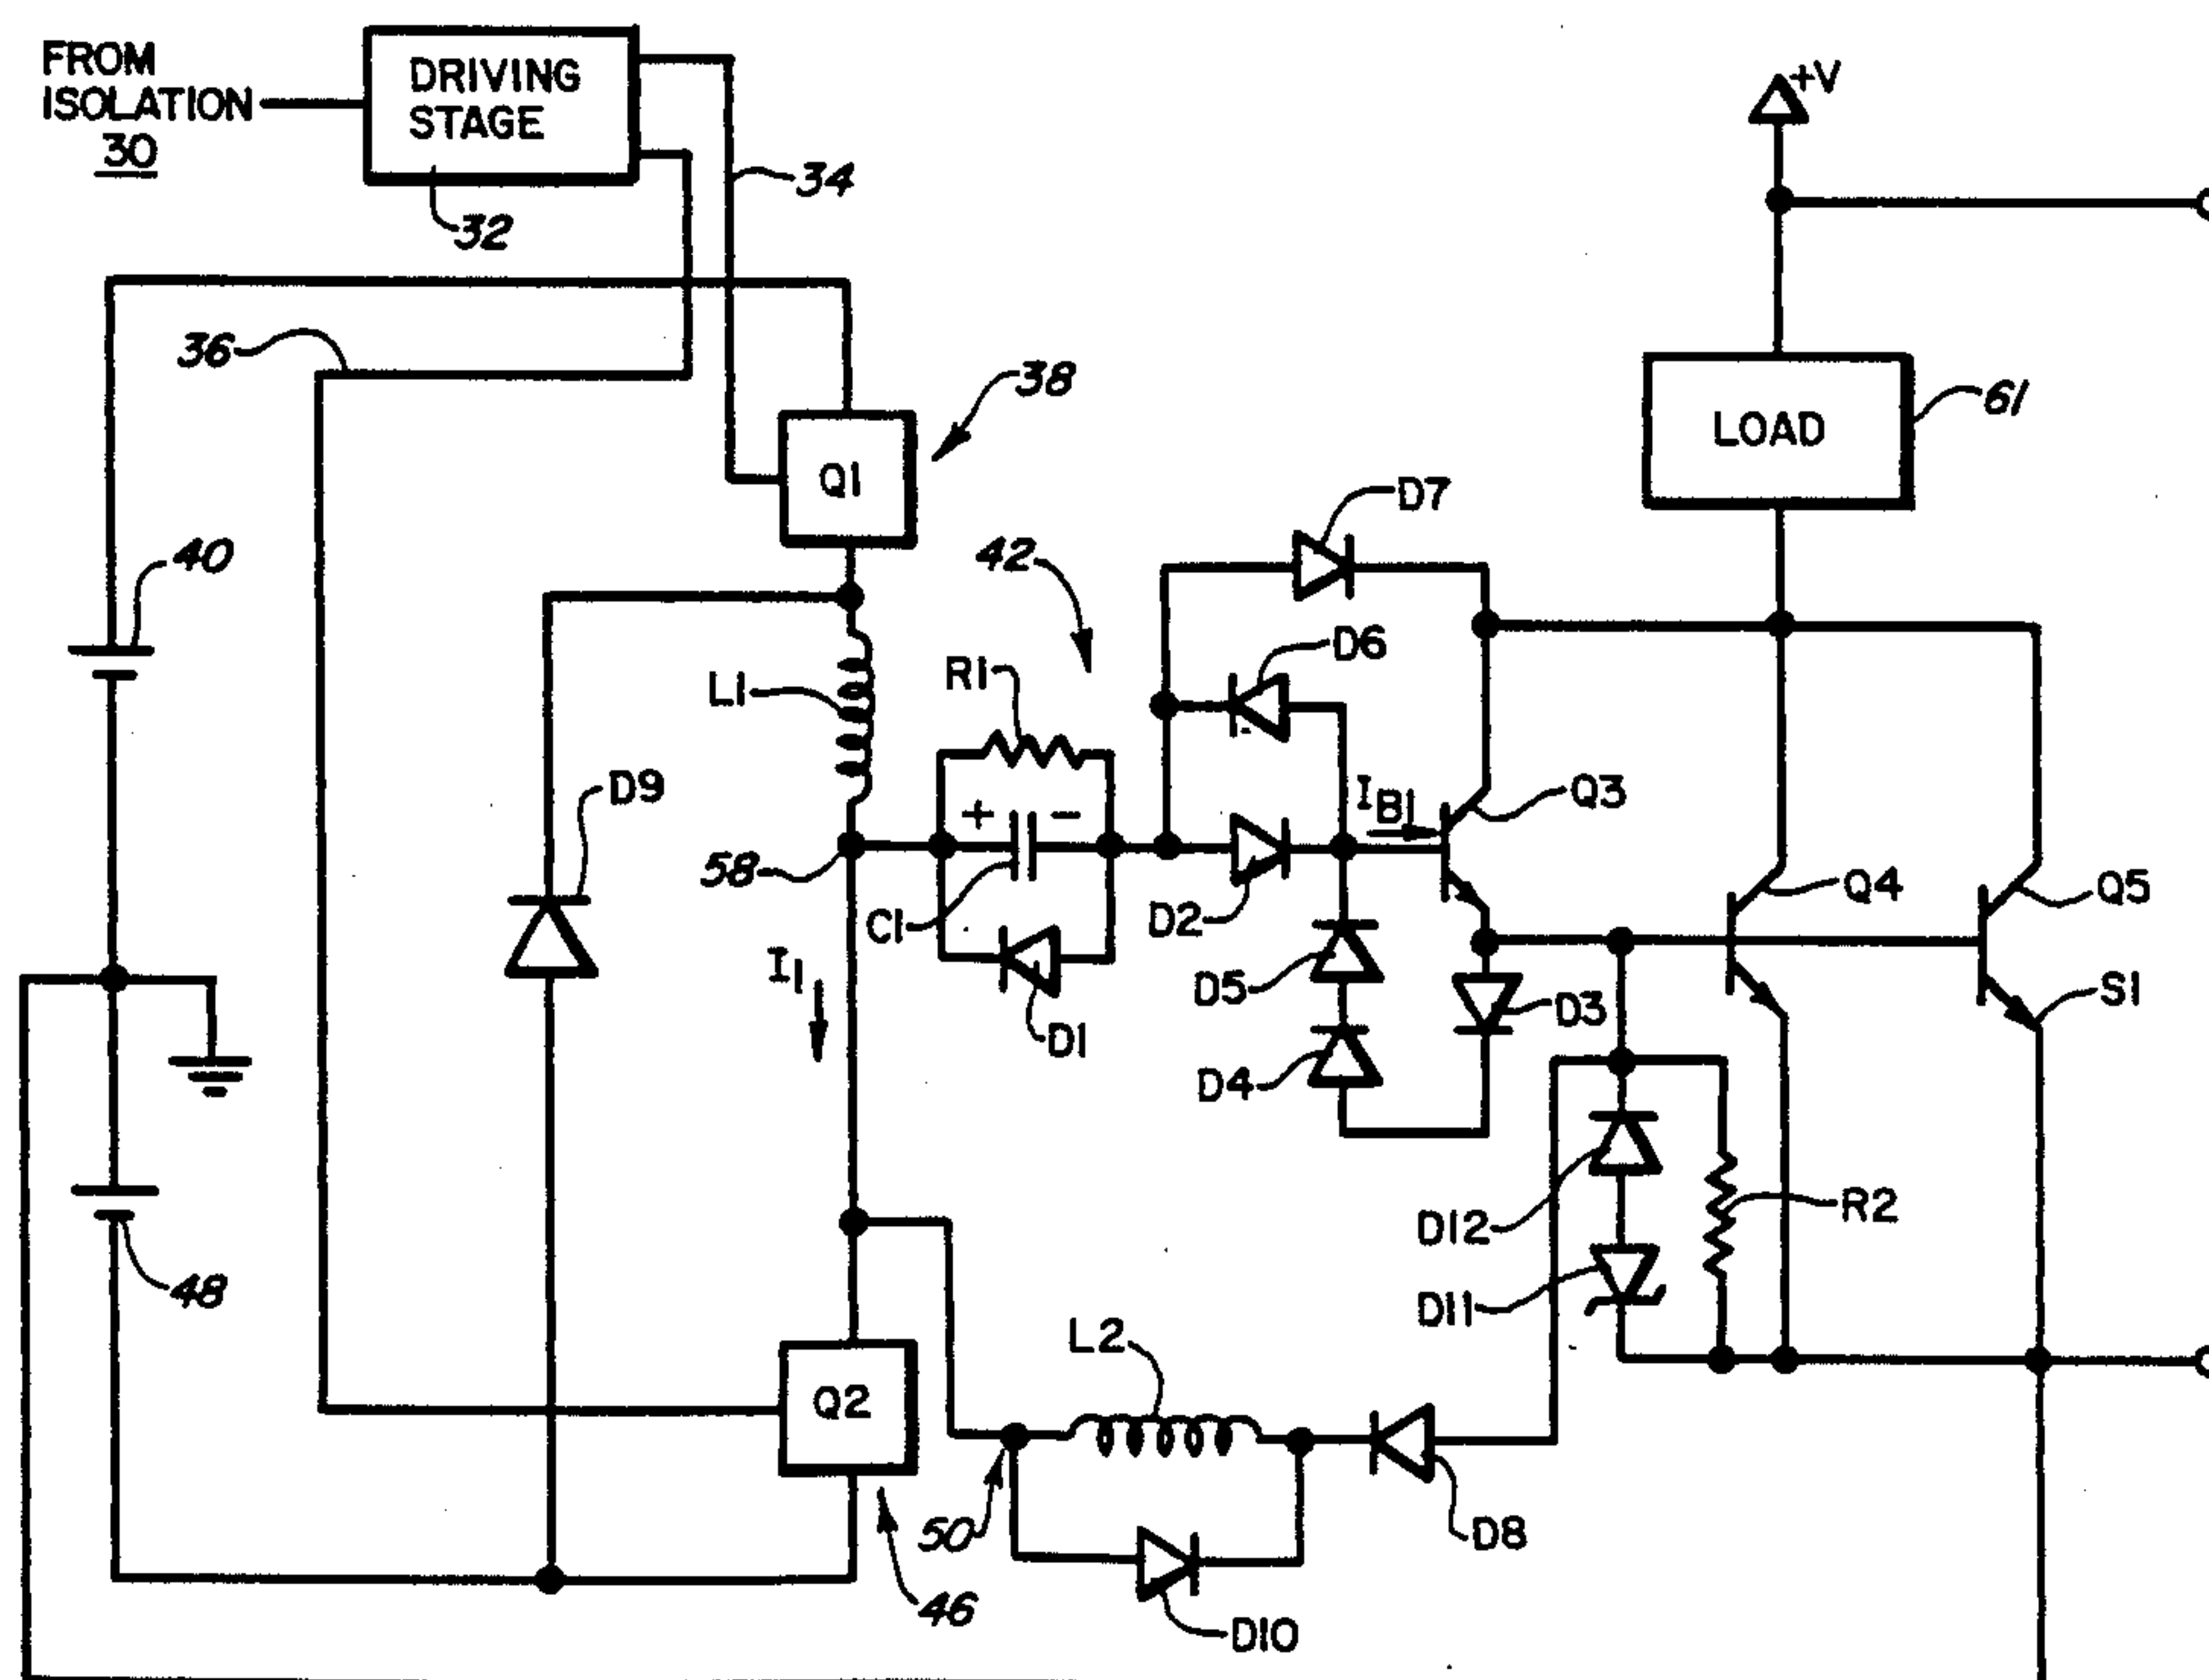 FROM
ISOLATION
30
DRIVING
STAGE
32
34
+V
36
38
LOAD
61
Q1
40
42
D7
D6
L1
R1
D9
+ -
IB1
Q3
58
C1
D2
Q4
Q5
I1
D1
D5
D3
S1
D4
48
D12
R2
D11
L2
Q2
50
D8
46
D10